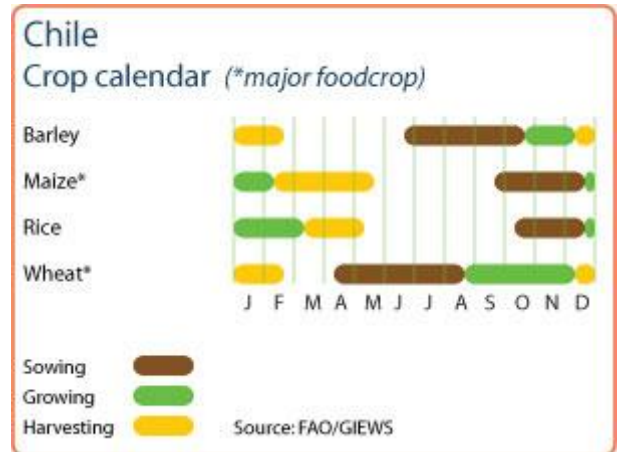 Chile
Crop calendar (*major foodcrop)
Barley
Maize*
Rice
Wheat*
J F M A M J J A S O N D
Sowing
Growing
Harvesting Source: FAO/GIEWS